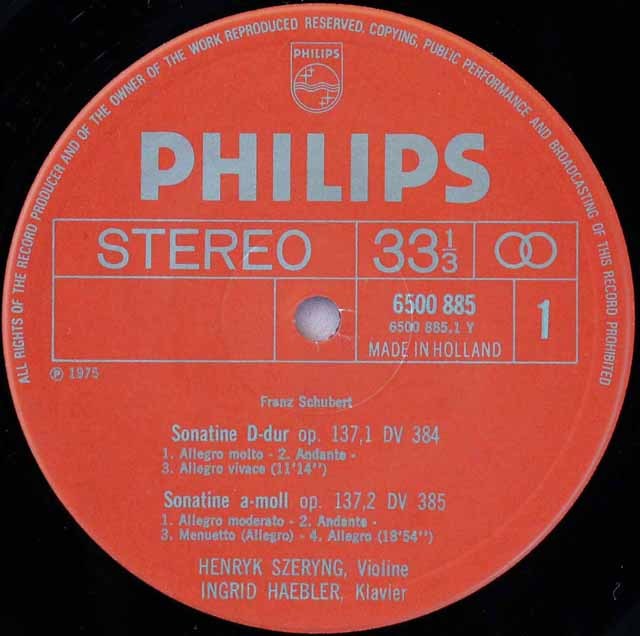 ALL RIGHTS OF THE RECORD PRODUCER AND OF THE OWNER OF THE WORK REPRODUCED RESERVED. COPYING, PUBLIC PERFORMANCE AND BROADCASTING OF THIS RECORD PROHIBITED
PHILIPS
PHILIPS
STEREO 33 1/3
6500 885 1
6500 885.1 Y
MADE IN HOLLAND
℗ 1975
Franz Schubert
Sonatine D-dur op. 137,1 DV 384
1. Allegro molto - 2. Andante -
3. Allegro vivace (11'14'')
Sonatine a-moll op. 137,2 DV 385
1. Allegro moderato - 2. Andante -
3. Menuetto (Allegro) - 4. Allegro (18'54'')
HENRYK SZERYNG, Violine
INGRID HAEBLER, Klavier